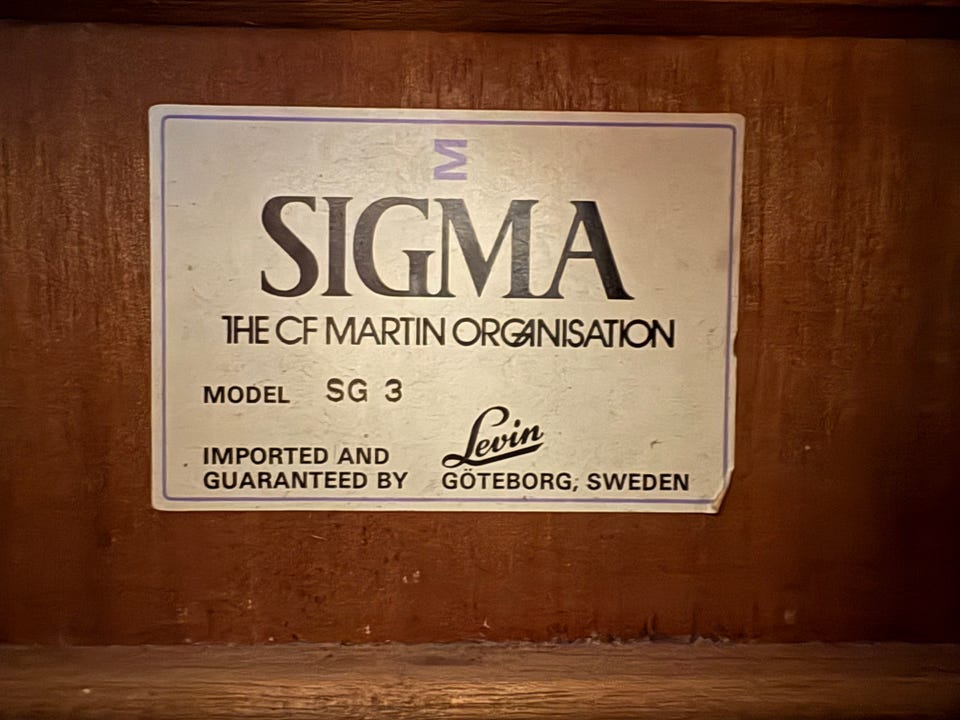 Σ
SIGMA
THE CF MARTIN ORGANISATION
MODEL SG 3
Levin
IMPORTED AND
GUARANTEED BY GÖTEBORG, SWEDEN